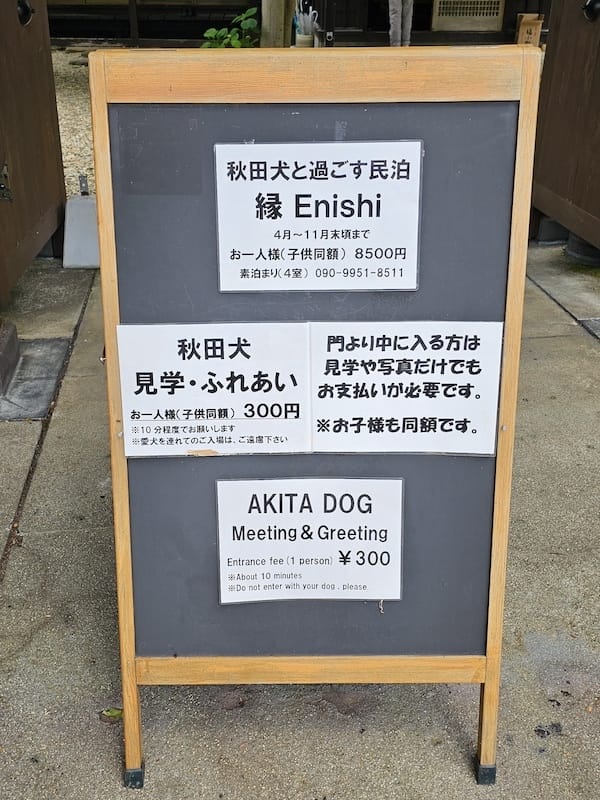 秋田犬と過ごす民泊
縁 Enishi
4月〜11月末頃まで
お一人様(子供同額) 8500円
素泊まり(4室) 090-9951-8511
秋田犬
見学・ふれあい
お一人様(子供同額) 300円
※10分程度でお願いします
※愛犬を連れてのご入場は、ご遠慮下さい
門より中に入る方は
見学や写真だけでも
お支払いが必要です。
※お子様も同額です。
AKITA DOG
Meeting&Greeting
Entrance fee(1 person) ¥300
※About 10 minutes
※Do not enter with your dog . please